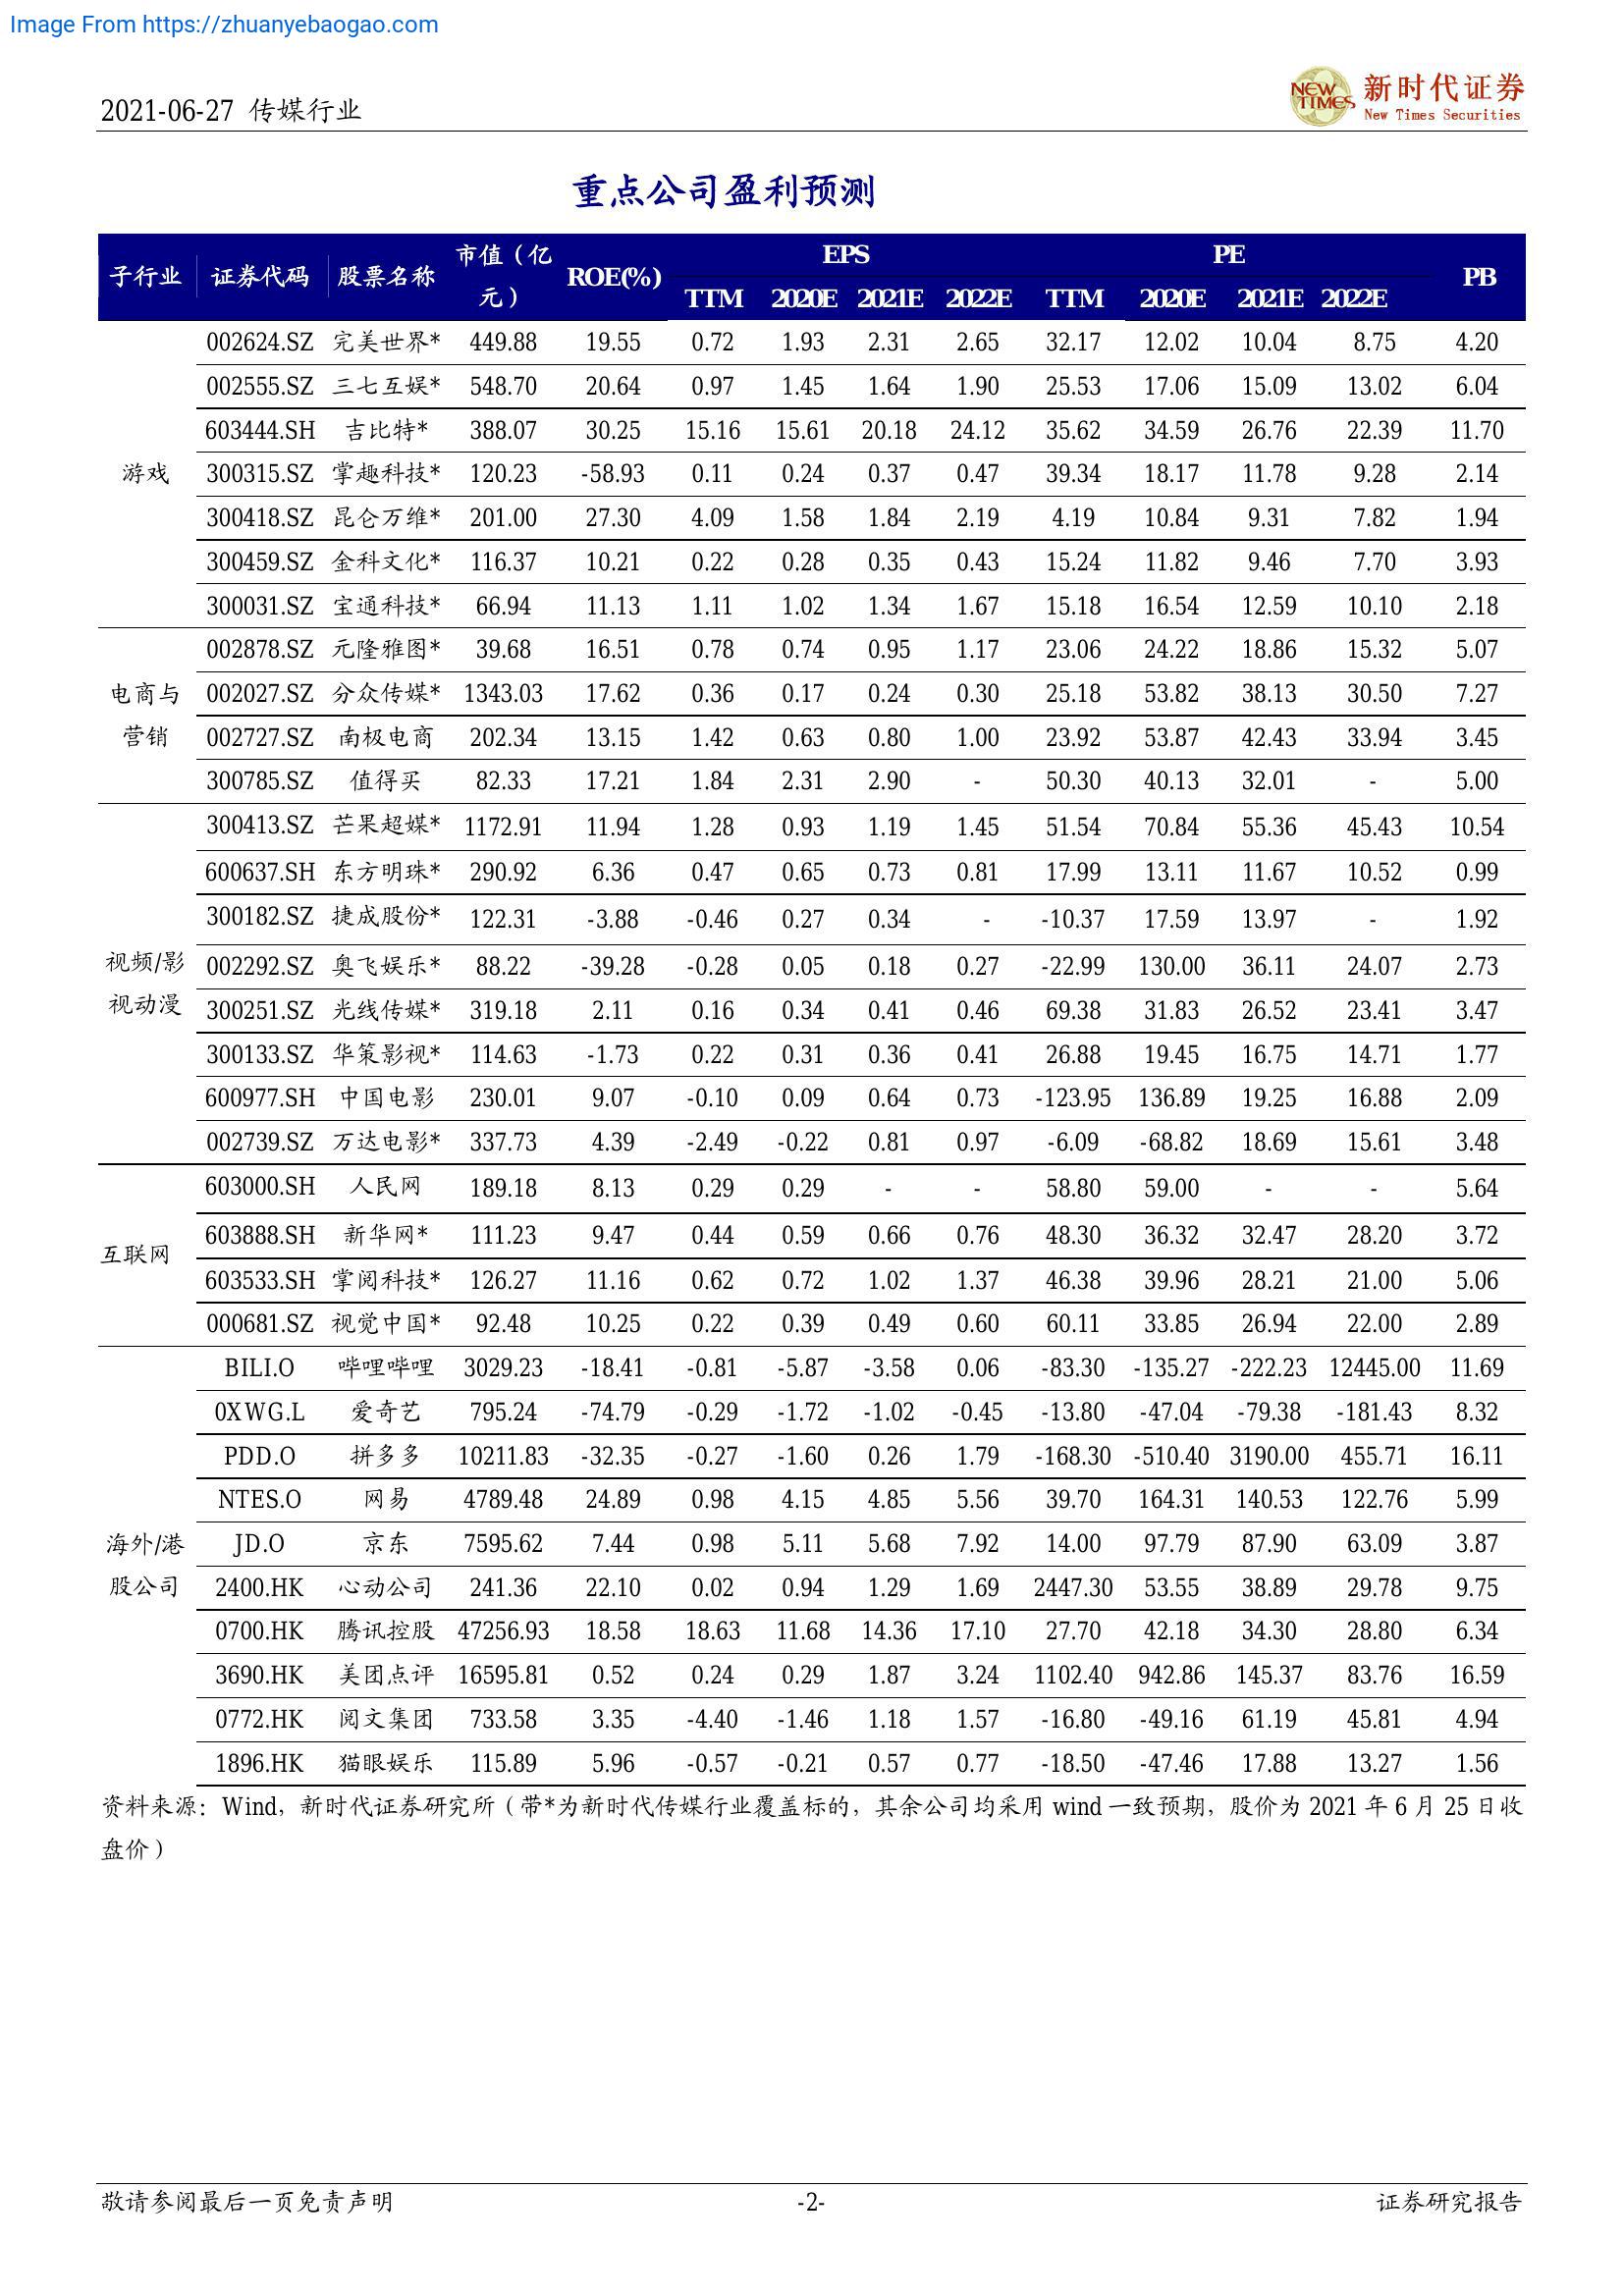 Image From https://zhuanyebaogao.com
2021-06-27 传媒行业
NEW TIMES 新时代证券
New Times Securities
重点公司盈利预测
子行业 证券代码 股票名称 市值（亿元） ROE(%) EPS PE PB
TTM 2020E 2021E 2022E TTM 2020E 2021E 2022E
游戏
002624.SZ 完美世界* 449.88 19.55 0.72 1.93 2.31 2.65 32.17 12.02 10.04 8.75 4.20
002555.SZ 三七互娱* 548.70 20.64 0.97 1.45 1.64 1.90 25.53 17.06 15.09 13.02 6.04
603444.SH 吉比特* 388.07 30.25 15.16 15.61 20.18 24.12 35.62 34.59 26.76 22.39 11.70
300315.SZ 掌趣科技* 120.23 -58.93 0.11 0.24 0.37 0.47 39.34 18.17 11.78 9.28 2.14
300418.SZ 昆仑万维* 201.00 27.30 4.09 1.58 1.84 2.19 4.19 10.84 9.31 7.82 1.94
300459.SZ 金科文化* 116.37 10.21 0.22 0.28 0.35 0.43 15.24 11.82 9.46 7.70 3.93
300031.SZ 宝通科技* 66.94 11.13 1.11 1.02 1.34 1.67 15.18 16.54 12.59 10.10 2.18
电商与营销
002878.SZ 元隆雅图* 39.68 16.51 0.78 0.74 0.95 1.17 23.06 24.22 18.86 15.32 5.07
002027.SZ 分众传媒* 1343.03 17.62 0.36 0.17 0.24 0.30 25.18 53.82 38.13 30.50 7.27
002727.SZ 南极电商 202.34 13.15 1.42 0.63 0.80 1.00 23.92 53.87 42.43 33.94 3.45
300785.SZ 值得买 82.33 17.21 1.84 2.31 2.90 - 50.30 40.13 32.01 - 5.00
视频/影视动漫
300413.SZ 芒果超媒* 1172.91 11.94 1.28 0.93 1.19 1.45 51.54 70.84 55.36 45.43 10.54
600637.SH 东方明珠* 290.92 6.36 0.47 0.65 0.73 0.81 17.99 13.11 11.67 10.52 0.99
300182.SZ 捷成股份* 122.31 -3.88 -0.46 0.27 0.34 - -10.37 17.59 13.97 - 1.92
002292.SZ 奥飞娱乐* 88.22 -39.28 -0.28 0.05 0.18 0.27 -22.99 130.00 36.11 24.07 2.73
300251.SZ 光线传媒* 319.18 2.11 0.16 0.34 0.41 0.46 69.38 31.83 26.52 23.41 3.47
300133.SZ 华策影视* 114.63 -1.73 0.22 0.31 0.36 0.41 26.88 19.45 16.75 14.71 1.77
600977.SH 中国电影 230.01 9.07 -0.10 0.09 0.64 0.73 -123.95 136.89 19.25 16.88 2.09
002739.SZ 万达电影* 337.73 4.39 -2.49 -0.22 0.81 0.97 -6.09 -68.82 18.69 15.61 3.48
互联网
603000.SH 人民网 189.18 8.13 0.29 0.29 - - 58.80 59.00 - - 5.64
603888.SH 新华网* 111.23 9.47 0.44 0.59 0.66 0.76 48.30 36.32 32.47 28.20 3.72
603533.SH 掌阅科技* 126.27 11.16 0.62 0.72 1.02 1.37 46.38 39.96 28.21 21.00 5.06
000681.SZ 视觉中国* 92.48 10.25 0.22 0.39 0.49 0.60 60.11 33.85 26.94 22.00 2.89
海外/港股公司
BILI.O 哔哩哔哩 3029.23 -18.41 -0.81 -5.87 -3.58 0.06 -83.30 -135.27 -222.23 12445.00 11.69
0XWG.L 爱奇艺 795.24 -74.79 -0.29 -1.72 -1.02 -0.45 -13.80 -47.04 -79.38 -181.43 8.32
PDD.O 拼多多 10211.83 -32.35 -0.27 -1.60 0.26 1.79 -168.30 -510.40 3190.00 455.71 16.11
NTES.O 网易 4789.48 24.89 0.98 4.15 4.85 5.56 39.70 164.31 140.53 122.76 5.99
JD.O 京东 7595.62 7.44 0.98 5.11 5.68 7.92 14.00 97.79 87.90 63.09 3.87
2400.HK 心动公司 241.36 22.10 0.02 0.94 1.29 1.69 2447.30 53.55 38.89 29.78 9.75
0700.HK 腾讯控股 47256.93 18.58 18.63 11.68 14.36 17.10 27.70 42.18 34.30 28.80 6.34
3690.HK 美团点评 16595.81 0.52 0.24 0.29 1.87 3.24 1102.40 942.86 145.37 83.76 16.59
0772.HK 阅文集团 733.58 3.35 -4.40 -1.46 1.18 1.57 -16.80 -49.16 61.19 45.81 4.94
1896.HK 猫眼娱乐 115.89 5.96 -0.57 -0.21 0.57 0.77 -18.50 -47.46 17.88 13.27 1.56
资料来源：Wind，新时代证券研究所（带*为新时代传媒行业覆盖标的，其余公司均采用 wind 一致预期，股价为 2021 年 6 月 25 日收
盘价）
敬请参阅最后一页免责声明 -2- 证券研究报告